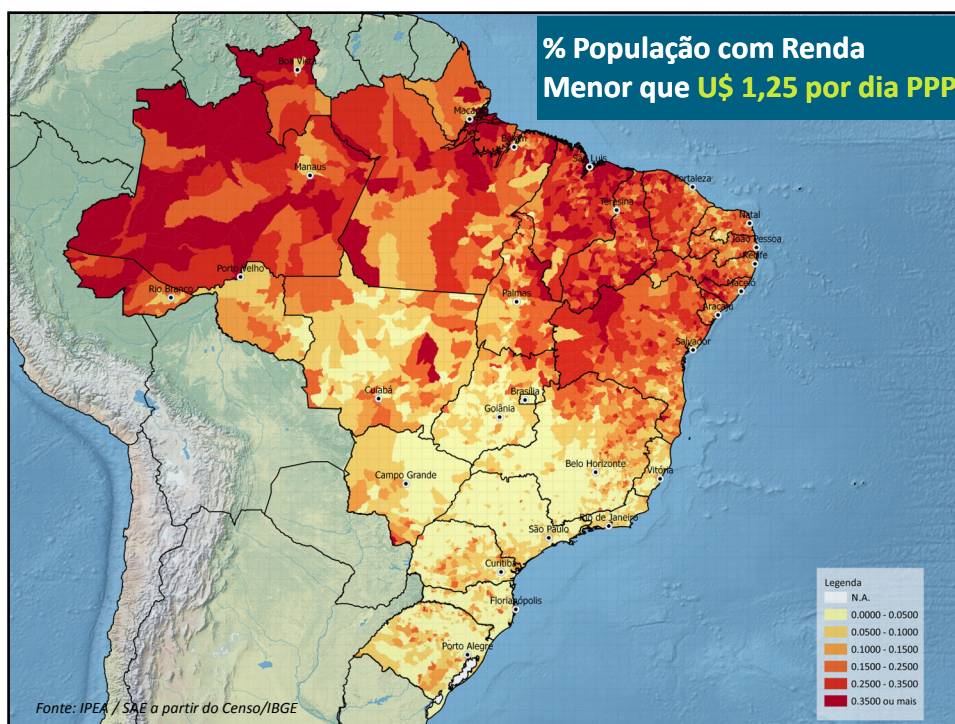 % População com Renda
Menor que U$ 1,25 por dia PPP
Boa Vista
Macapá
Belém
Manaus
São Luis
Fortaleza
Teresina
Natal
João Pessoa
Recife
Porto Velho
Rio Branco
Palmas
Maceió
Aracaju
Salvador
Cuiabá
Brasília
Goiânia
Belo Horizonte
Vitória
Campo Grande
Rio de Janeiro
São Paulo
Curitiba
Florianópolis
Porto Alegre
Legenda
N.A.
0.0000 - 0.0500
0.0500 - 0.1000
0.1000 - 0.1500
0.1500 - 0.2500
0.2500 - 0.3500
0.3500 ou mais
Fonte: IPEA / SAE a partir do Censo/IBGE